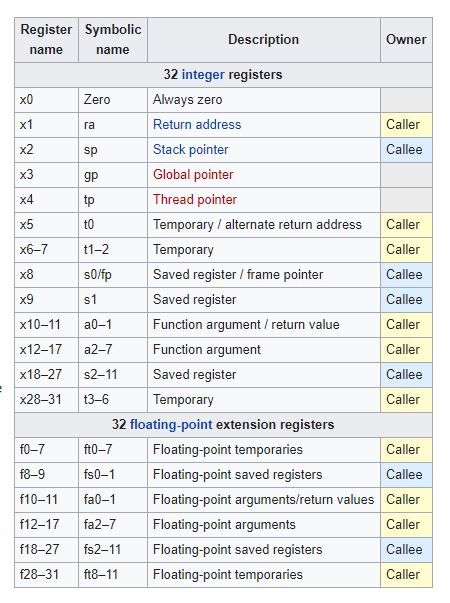 Register name Symbolic name Description Owner
32 integer registers
x0 Zero Always zero
x1 ra Return address Caller
x2 sp Stack pointer Callee
x3 gp Global pointer
x4 tp Thread pointer
x5 t0 Temporary / alternate return address Caller
x6–7 t1–2 Temporary Caller
x8 s0/fp Saved register / frame pointer Callee
x9 s1 Saved register Callee
x10–11 a0–1 Function argument / return value Caller
x12–17 a2–7 Function argument Caller
x18–27 s2–11 Saved register Callee
x28–31 t3–6 Temporary Caller
32 floating-point extension registers
f0–7 ft0–7 Floating-point temporaries Caller
f8–9 fs0–1 Floating-point saved registers Callee
f10–11 fa0–1 Floating-point arguments/return values Caller
f12–17 fa2–7 Floating-point arguments Caller
f18–27 fs2–11 Floating-point saved registers Callee
f28–31 ft8–11 Floating-point temporaries Caller